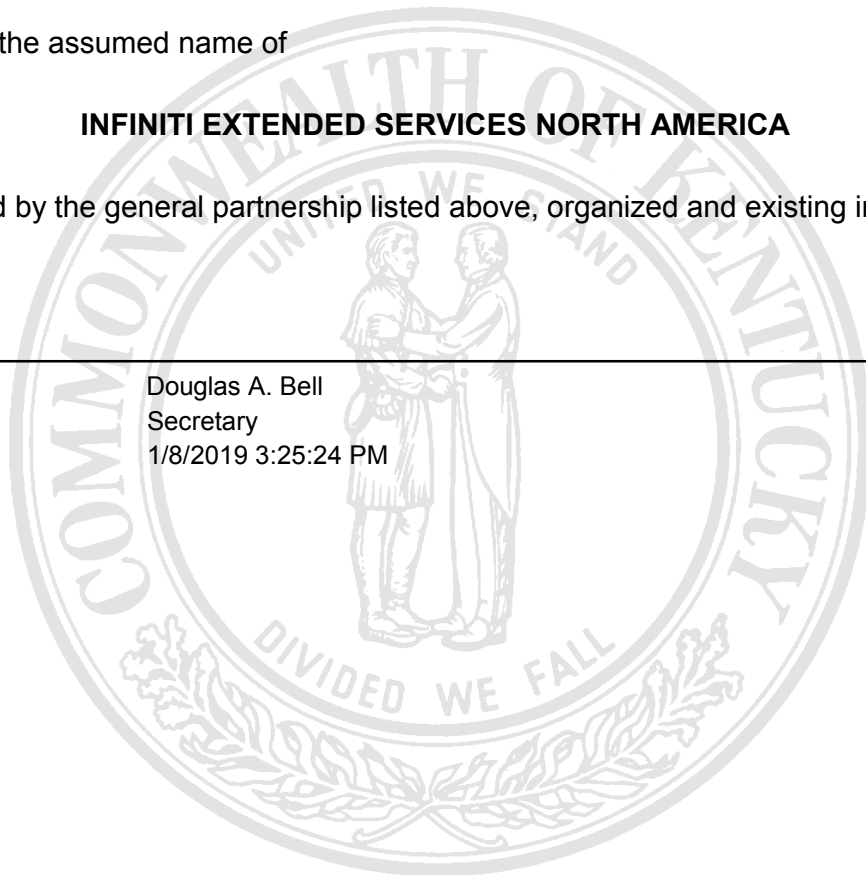 the assumed name of
INFINITI EXTENDED SERVICES NORTH AMERICA
d by the general partnership listed above, organized and existing i
Douglas A. Bell
Secretary
1/8/2019 3:25:24 PM
COMMONWEALTH OF KENTUCKY
UNITED WE STAND
DIVIDED WE FALL